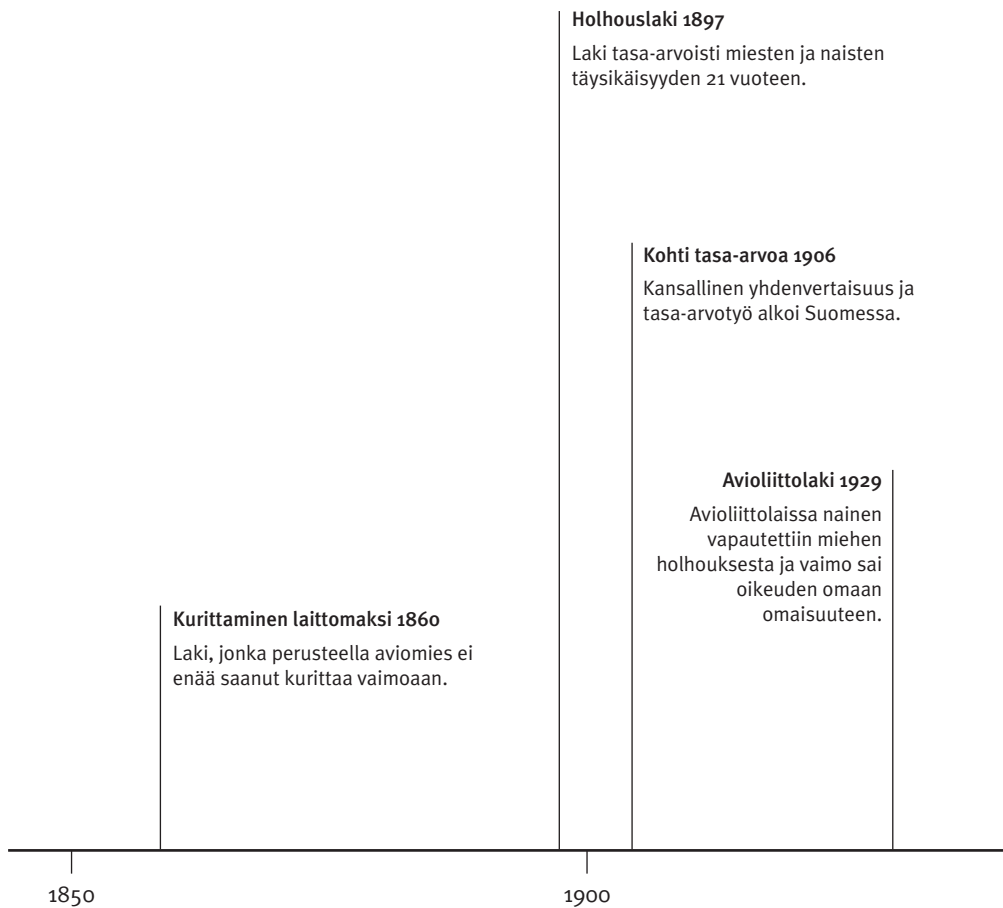 Holhouslaki 1897
Laki tasa-arvoisti miesten ja naisten
täysikäisyyden 21 vuoteen.
Kohti tasa-arvoa 1906
Kansallinen yhdenvertaisuus ja
tasa-arvotyö alkoi Suomessa.
Avioliittolaki 1929
Avioliittolaissa nainen
vapautettiin miehen
holhouksesta ja vaimo sai
oikeuden omaan
omaisuuteen.
Kurittaminen laittomaksi 1860
Laki, jonka perusteella aviomies ei
enää saanut kurittaa vaimoaan.
1850
1900